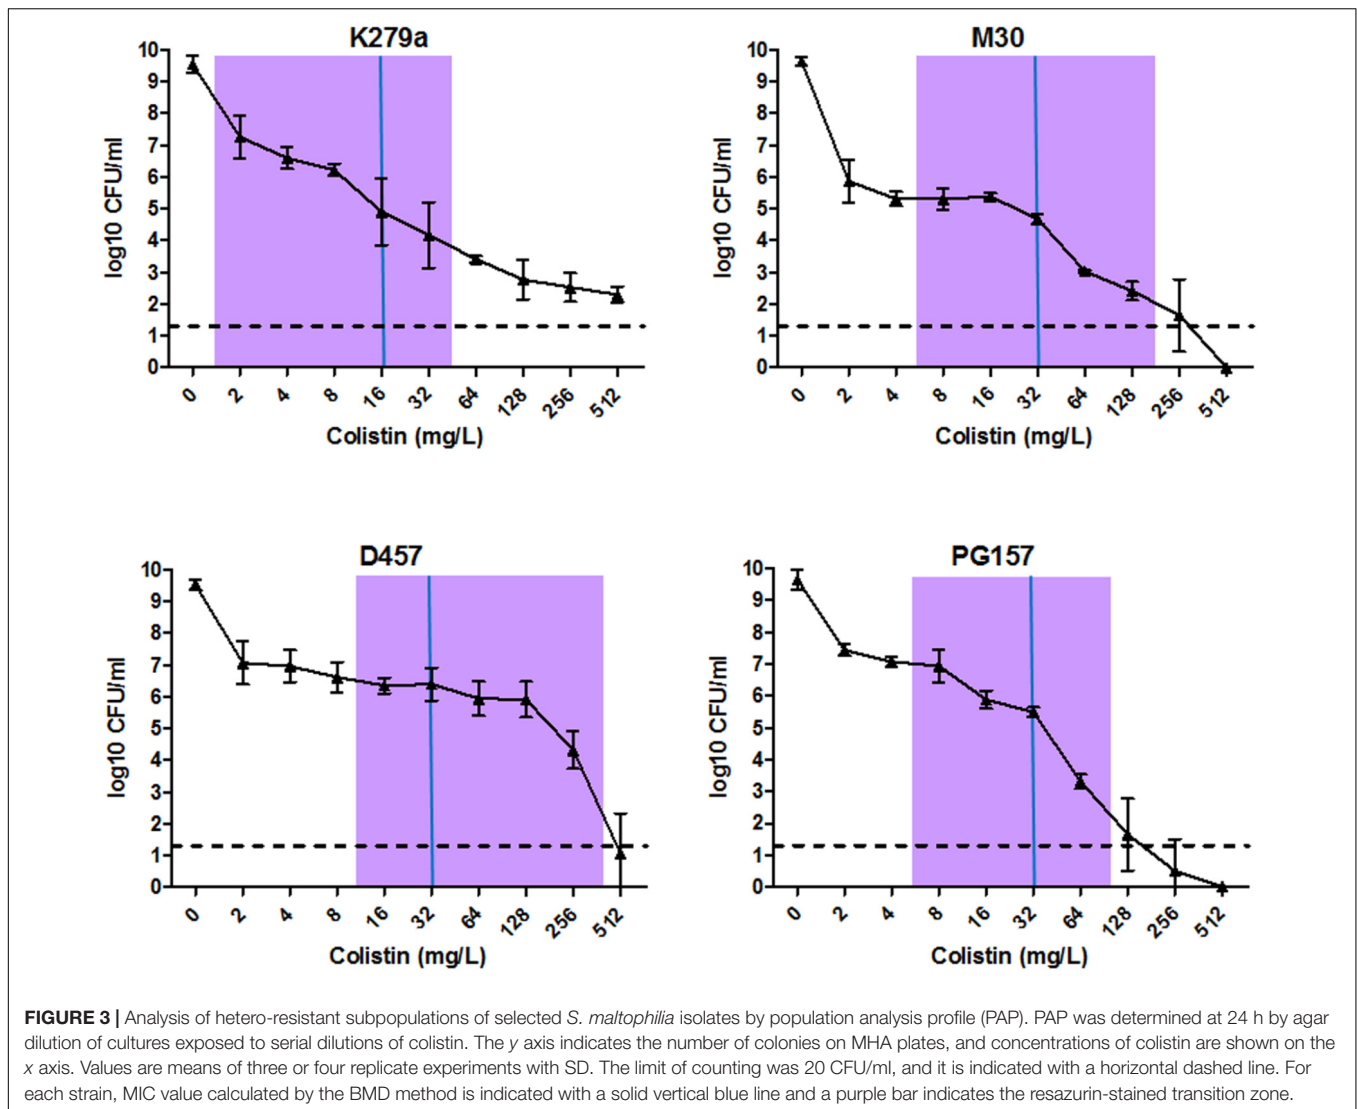 K279a
10
9
8
7
6
5
4
3
2
1
0
log10 CFU/ml
0 2 4 8 16 32 64 128 256 512
Colistin (mg/L)
M30
10
9
8
7
6
5
4
3
2
1
0
log10 CFU/ml
0 2 4 8 16 32 64 128 256 512
Colistin (mg/L)
D457
10
9
8
7
6
5
4
3
2
1
0
log10 CFU/ml
0 2 4 8 16 32 64 128 256 512
Colistin (mg/L)
PG157
10
9
8
7
6
5
4
3
2
1
0
log10 CFU/ml
0 2 4 8 16 32 64 128 256 512
Colistin (mg/L)
FIGURE 3 | Analysis of hetero-resistant subpopulations of selected S. maltophilia isolates by population analysis profile (PAP). PAP was determined at 24 h by agar
dilution of cultures exposed to serial dilutions of colistin. The y axis indicates the number of colonies on MHA plates, and concentrations of colistin are shown on the
x axis. Values are means of three or four replicate experiments with SD. The limit of counting was 20 CFU/ml, and it is indicated with a horizontal dashed line. For
each strain, MIC value calculated by the BMD method is indicated with a solid vertical blue line and a purple bar indicates the resazurin-stained transition zone.